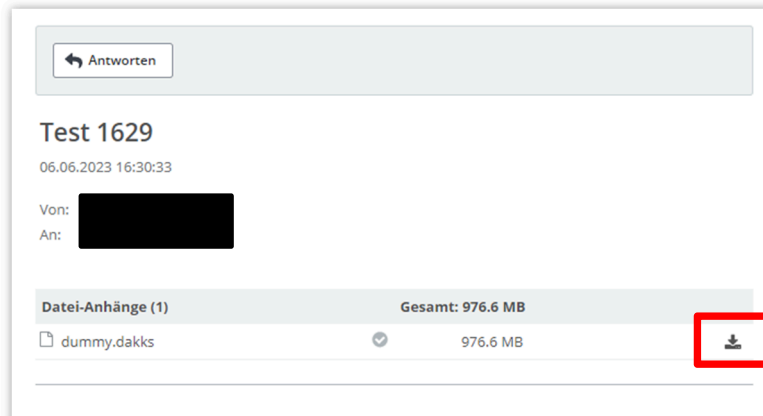 Antworten
Test 1629
06.06.2023 16:30:33
Von:
An:
Datei-Anhänge (1) Gesamt: 976.6 MB
dummy.dakks 976.6 MB